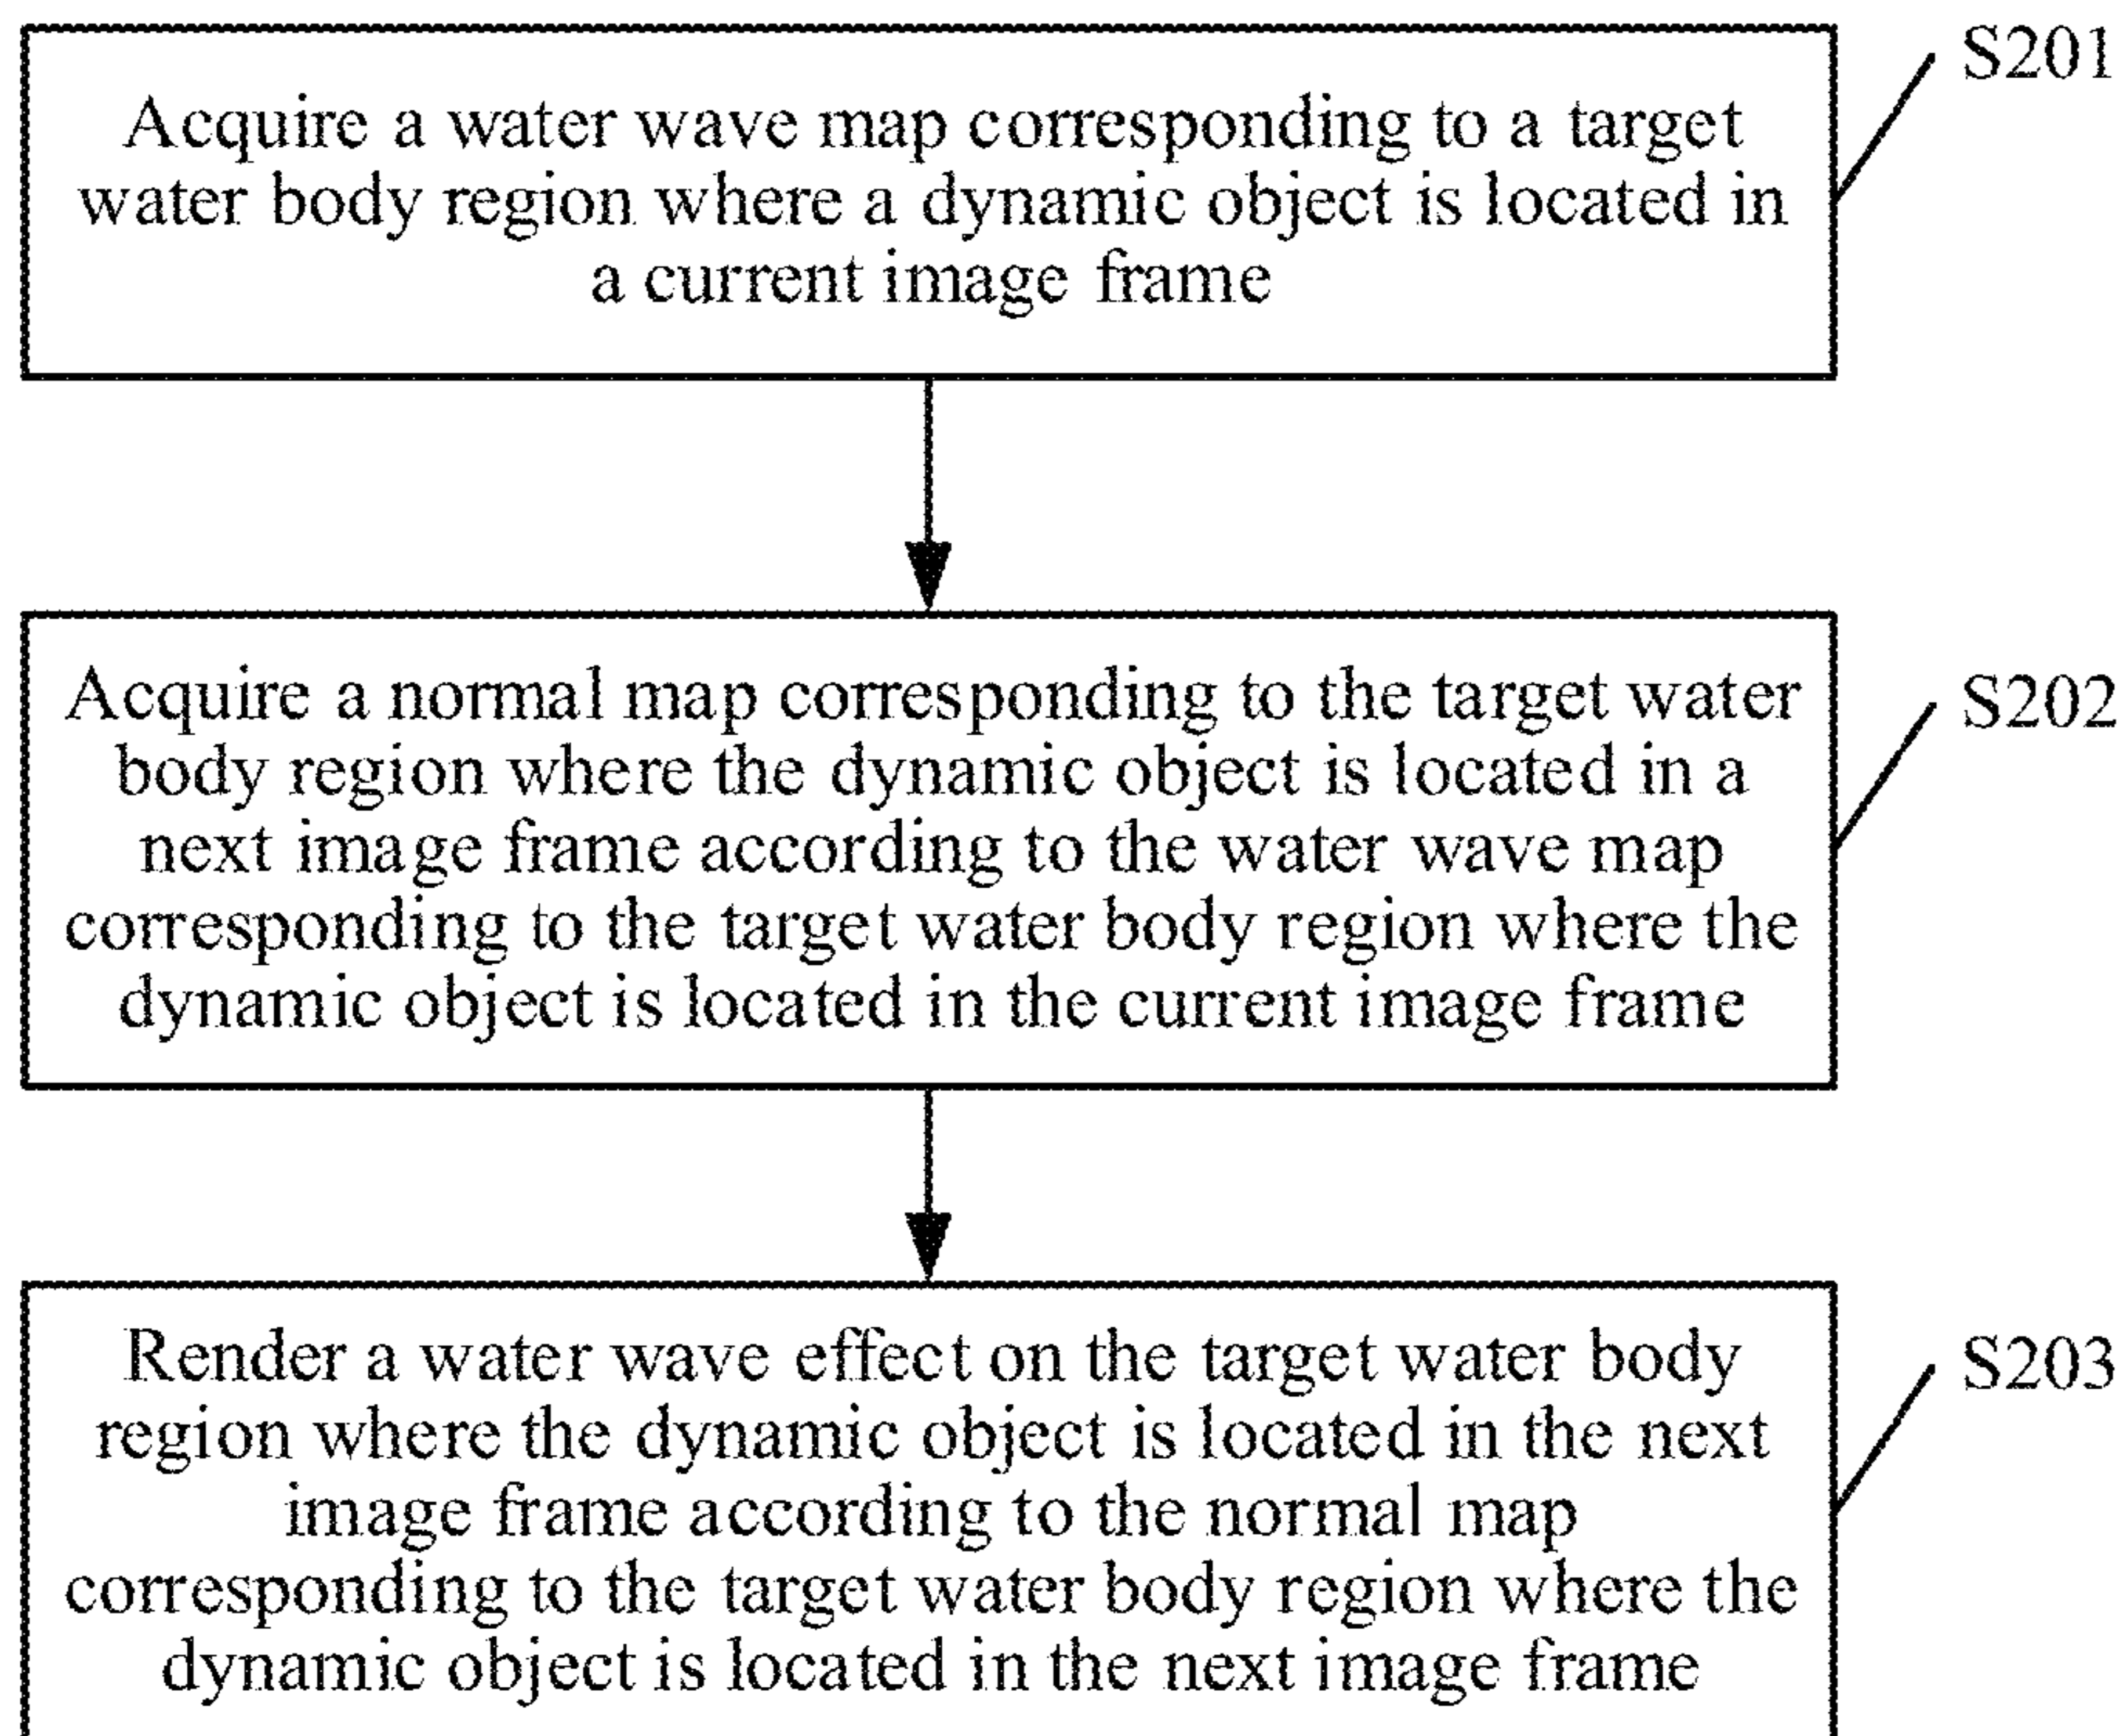 S201
Acquire a water wave map corresponding to a target
water body region where a dynamic object is located in
a current image frame
S202
Acquire a normal map corresponding to the target water
body region where the dynamic object is located in a
next image frame according to the water wave map
corresponding to the target water body region where the
dynamic object is located in the current image frame
S203
Render a water wave effect on the target water body
region where the dynamic object is located in the next
image frame according to the normal map
corresponding to the target water body region where the
dynamic object is located in the next image frame